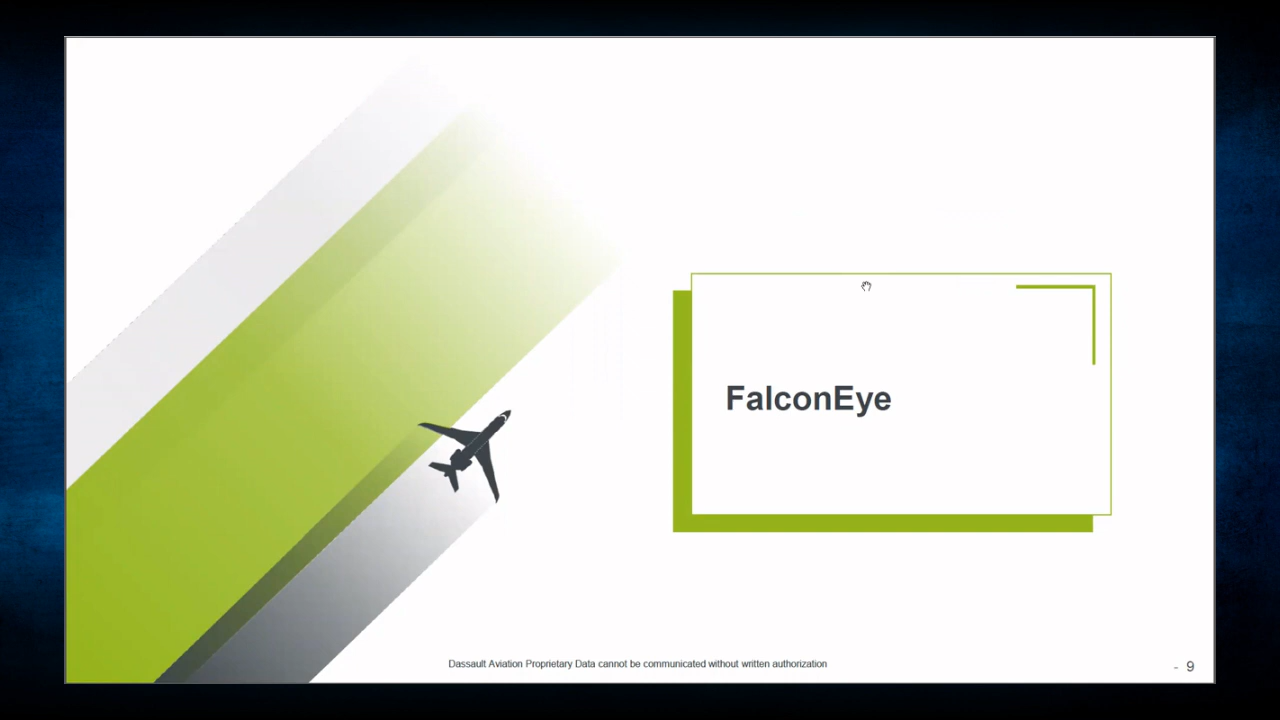 FalconEye
Dassault Aviation Proprietary Data cannot be communicated without written authorization
- 9